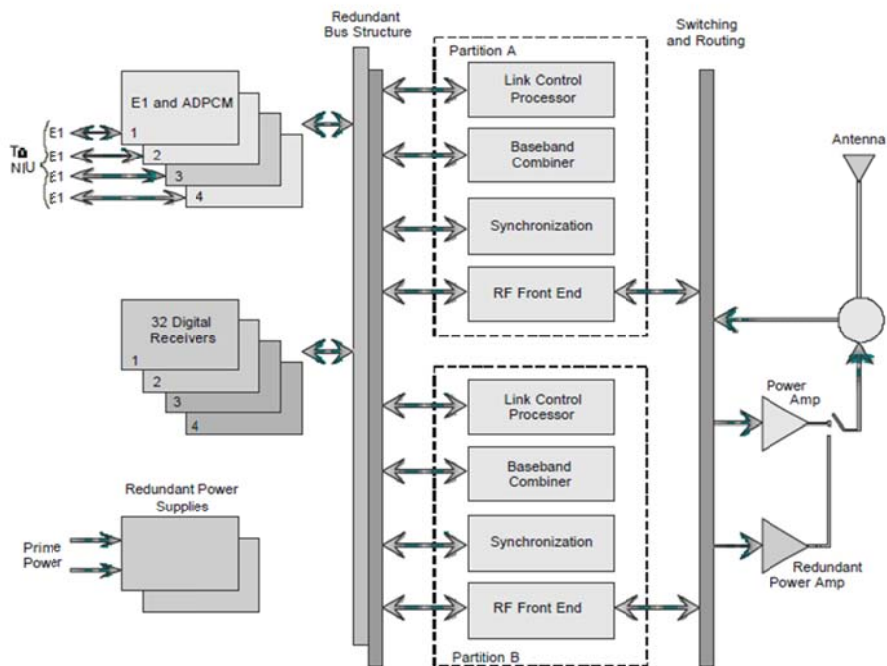 Redundant
Bus Structure
Switching
and Routing
Partition A
Link Control
Processor
Baseband
Combiner
Synchronization
RF Front End
E1 and ADPCM
1
2
3
4
E1
E1
E1
E1
NIU
Antenna
32 Digital
Receivers
1
2
3
4
Link Control
Processor
Baseband
Combiner
Synchronization
RF Front End
Partition B
Power
Amp
Redundant
Power Amp
Redundant Power
Supplies
Prime
Power